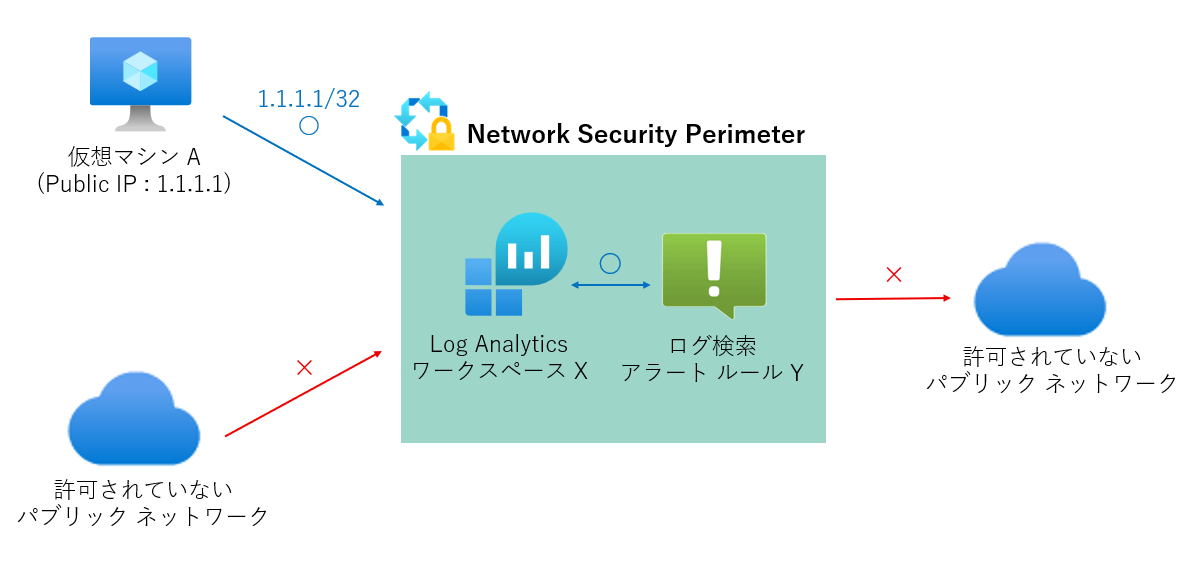 1.1.1.1/32
○
Network Security Perimeter
仮想マシン A
(Public IP : 1.1.1.1)
○
×
Log Analytics
ワークスペース X
ログ検索
アラート ルール Y
許可されていない
パブリック ネットワーク
×
許可されていない
パブリック ネットワーク